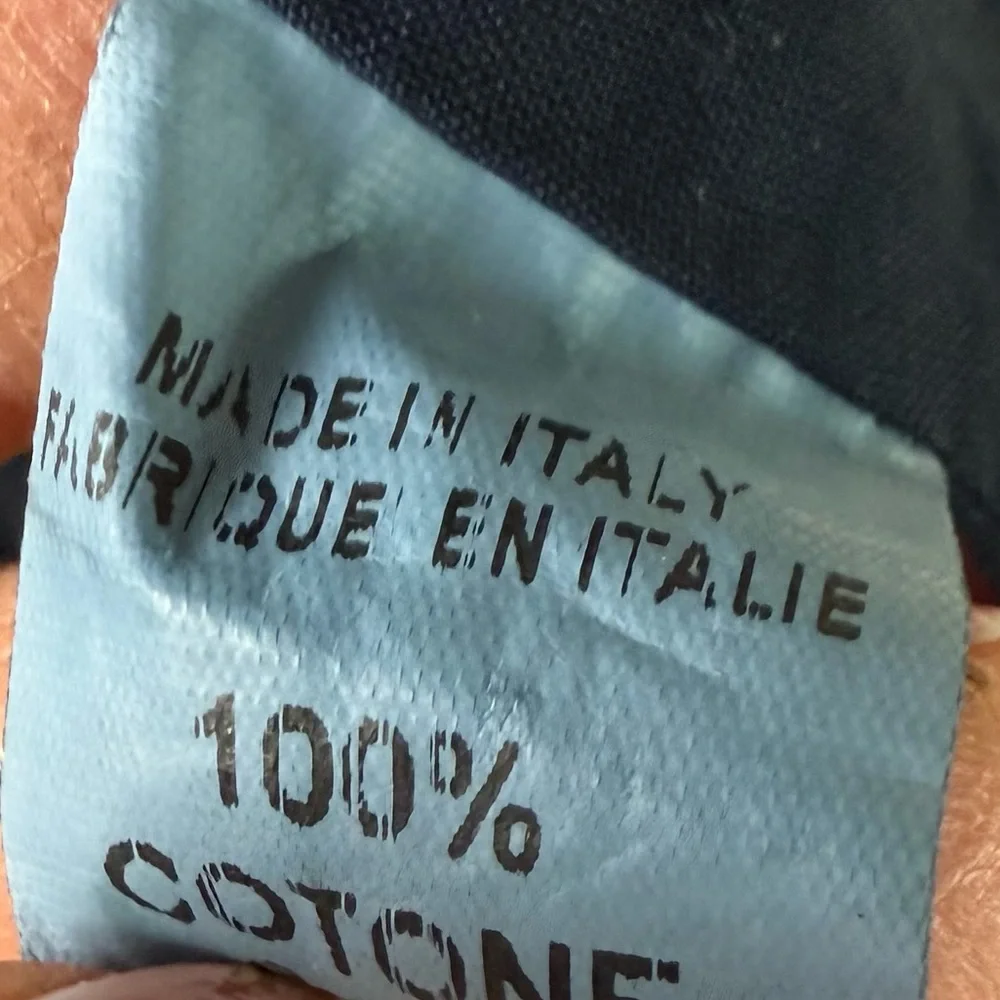 MADE IN ITALY
FABRIQUE EN ITALIE
100%
COTONE